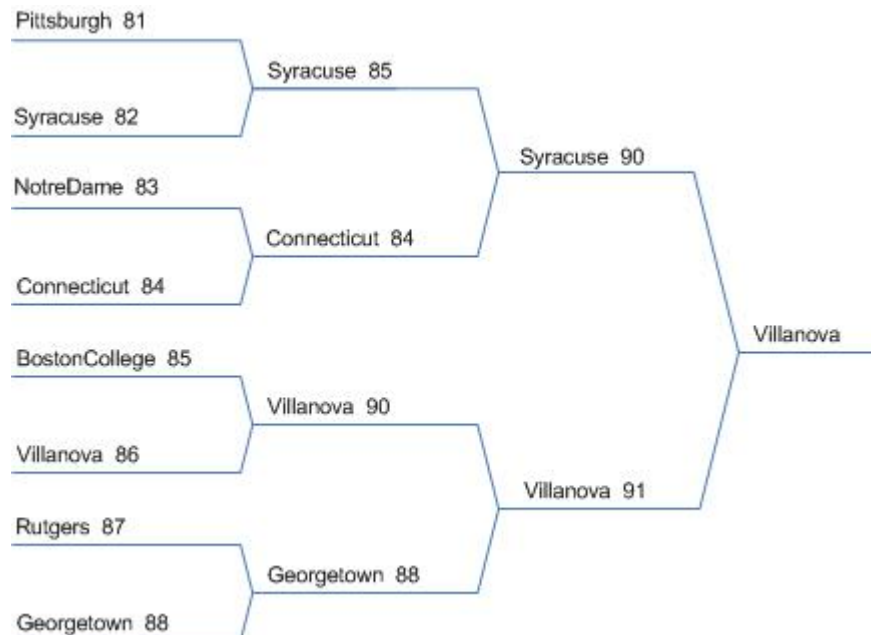 Pittsburgh 81
Syracuse 85
Syracuse 82
Syracuse 90
NotreDame 83
Connecticut 84
Connecticut 84
Villanova
BostonCollege 85
Villanova 90
Villanova 86
Villanova 91
Rutgers 87
Georgetown 88
Georgetown 88